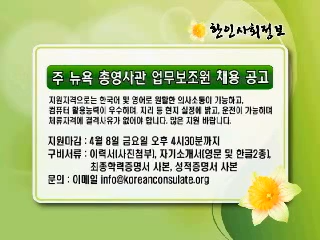 한인사회정보
주 뉴욕 총영사관 업무보조원 채용 공고
지원자격으로는 한국어 및 영어로 원활한 의사소통이 가능하고,
컴퓨터 활용능력이 우수하며, 지리 등 현지 실정에 밝고, 운전이 가능하며
체류자격에 결격사유가 없어야 합니다. 많은 지원 바랍니다.
지원마감 : 4월 8일 금요일 오후 4시30분까지
구비서류 : 이력서(사진첨부), 자기소개서(영문 및 한글2종),
최종학력증명서 사본, 성적증명서 사본
문의 : 이메일 info@koreanconsulate.org